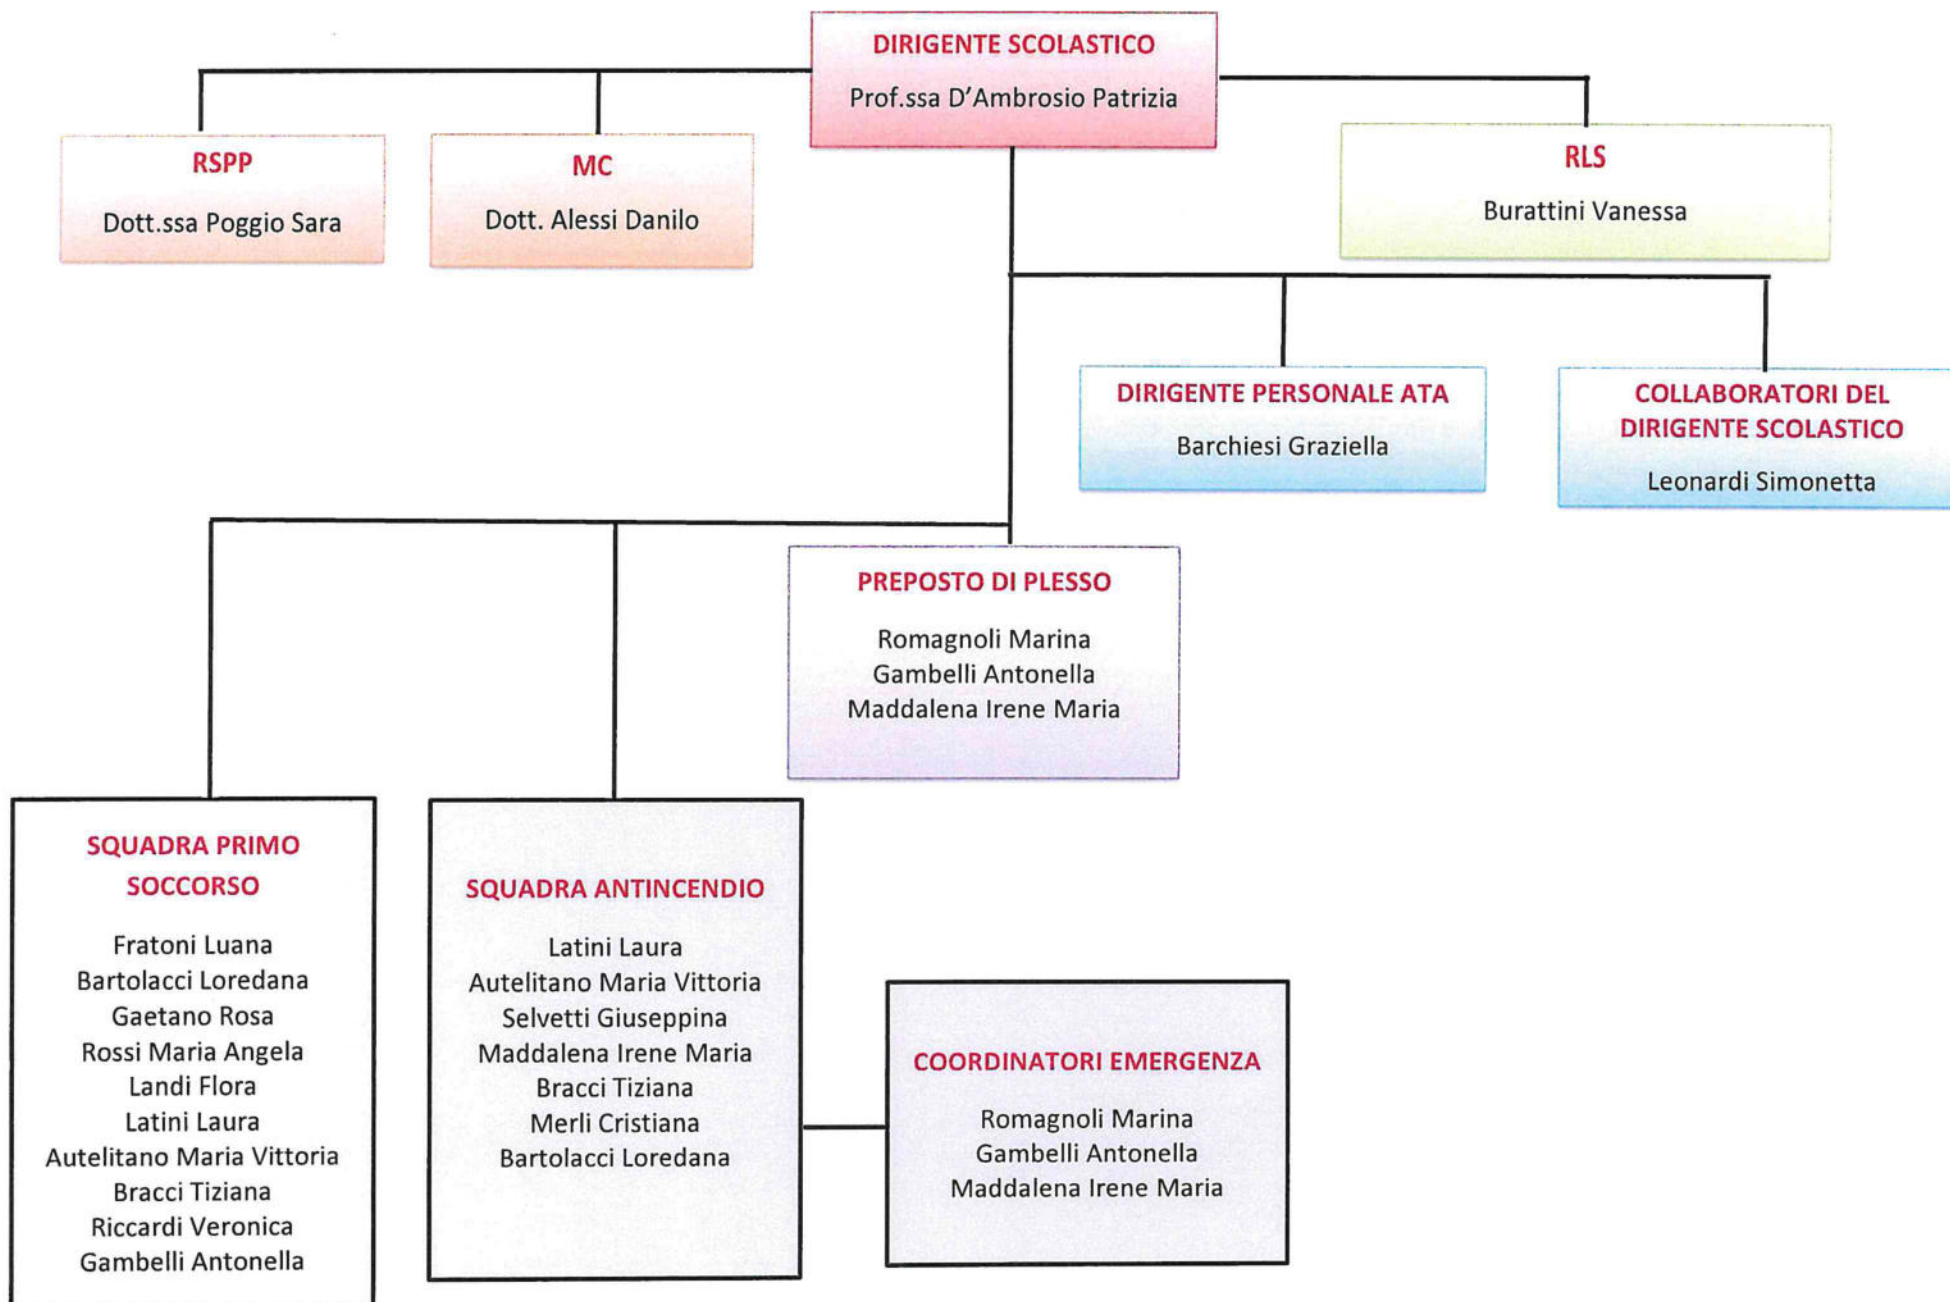 DIRIGENTE SCOLASTICO
Prof.ssa D'Ambrosio Patrizia
RSPP
Dott.ssa Poggio Sara
MC
Dott. Alessi Danilo
RLS
Burattini Vanessa
DIRIGENTE PERSONALE ATA
Barchiesi Graziella
COLLABORATORI DEL
DIRIGENTE SCOLASTICO
Leonardi Simonetta
PREPOSTO DI PLESSO
Romagnoli Marina
Gambelli Antonella
Maddalena Irene Maria
SQUADRA PRIMO
SOCCORSO
Fratoni Luana
Bartolacci Loredana
Gaetano Rosa
Rossi Maria Angela
Landi Flora
Latini Laura
Autelitano Maria Vittoria
Bracci Tiziana
Riccardi Veronica
Gambelli Antonella
SQUADRA ANTINCENDIO
Latini Laura
Autelitano Maria Vittoria
Selvetti Giuseppina
Maddalena Irene Maria
Bracci Tiziana
Merli Cristiana
Bartolacci Loredana
COORDINATORI EMERGENZA
Romagnoli Marina
Gambelli Antonella
Maddalena Irene Maria